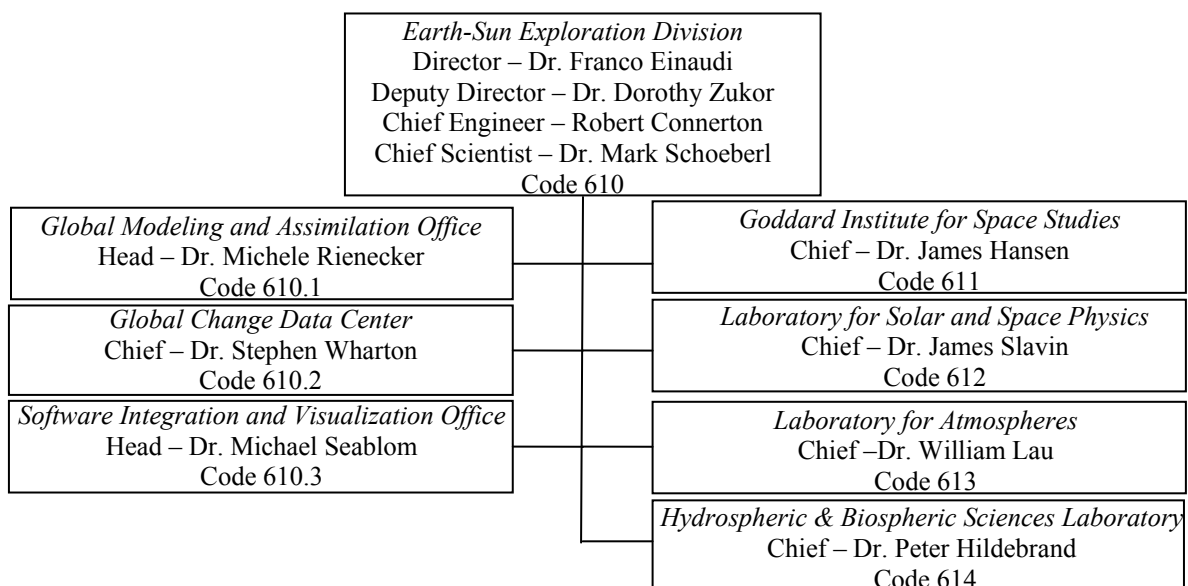 Earth-Sun Exploration Division
Director – Dr. Franco Einaudi
Deputy Director – Dr. Dorothy Zukor
Chief Engineer – Robert Connerton
Chief Scientist – Dr. Mark Schoeberl
Code 610
Global Modeling and Assimilation Office
Head – Dr. Michele Rienecker
Code 610.1
Global Change Data Center
Chief – Dr. Stephen Wharton
Code 610.2
Software Integration and Visualization Office
Head – Dr. Michael Seablom
Code 610.3
Goddard Institute for Space Studies
Chief – Dr. James Hansen
Code 611
Laboratory for Solar and Space Physics
Chief – Dr. James Slavin
Code 612
Laboratory for Atmospheres
Chief –Dr. William Lau
Code 613
Hydrospheric & Biospheric Sciences Laboratory
Chief – Dr. Peter Hildebrand
Code 614